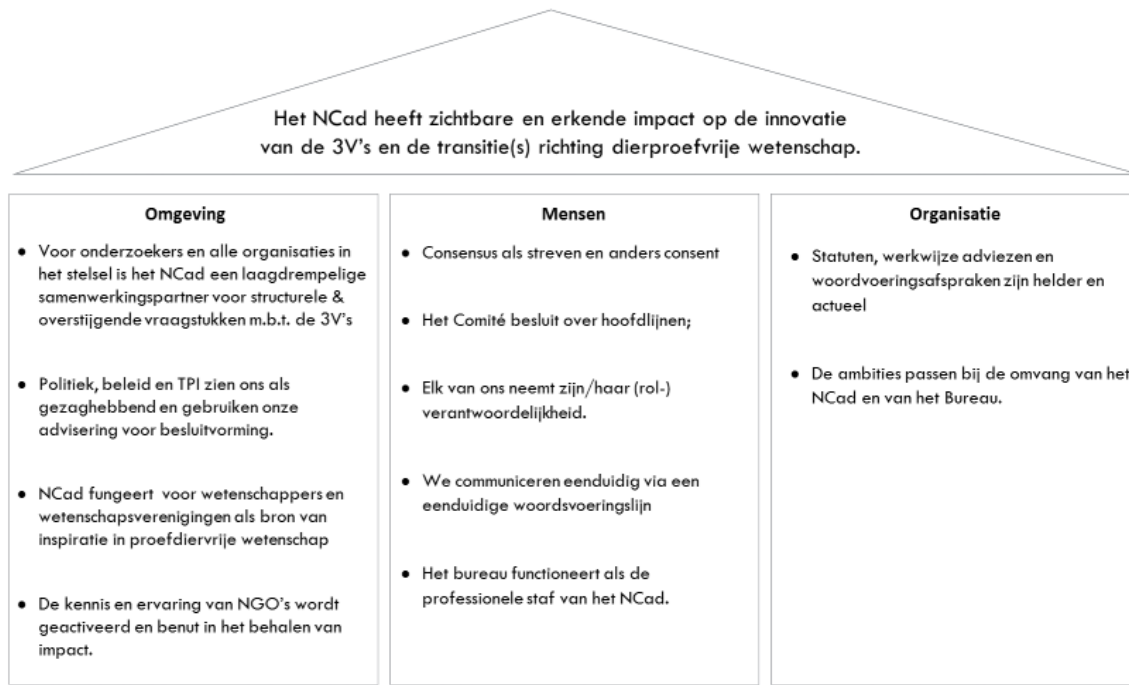 Het NCad heeft zichtbare en erkende impact op de innovatie
van de 3V's en de transitie(s) richting dierproefvrije wetenschap.
Omgeving
● Voor onderzoekers en alle organisaties in
het stelsel is het NCad een laagdrempelige
samenwerkingspartner voor structurele &
overstijgende vraagstukken m.b.t. de 3V's
● Politiek, beleid en TPI zien ons als
gezaghebbend en gebruiken onze
advisering voor besluitvorming.
● NCad fungeert voor wetenschappers en
wetenschapsverenigingen als bron van
inspiratie in proefdiervrije wetenschap
● De kennis en ervaring van NGO's wordt
geactiveerd en benut in het behalen van
impact.
Mensen
● Consensus als streven en anders consent
● Het Comité besluit over hoofdlijnen;
● Elk van ons neemt zijn/haar (rol-)
verantwoordelijkheid.
● We communiceren eenduidig via een
eenduidige woordsvoeringslijn
● Het bureau functioneert als de
professionele staf van het NCad.
Organisatie
● Statuten, werkwijze adviezen en
woordvoeringsafspraken zijn helder en
actueel
● De ambities passen bij de omvang van het
NCad en van het Bureau.